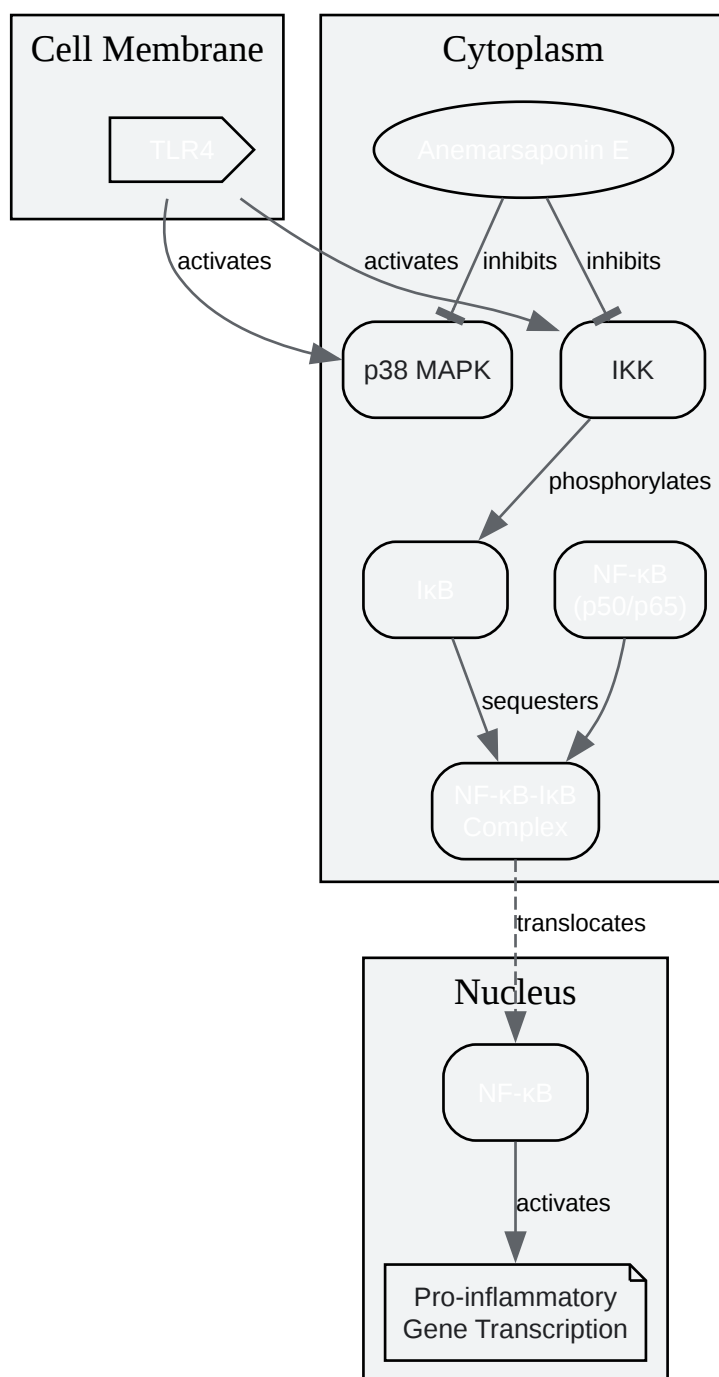 Cell Membrane
Cytoplasm
TLR4
Anemarsaponin E
activates
activates
inhibits
inhibits
p38 MAPK
IKK
phosphorylates
IκB
NF-κB
(p50/p65)
sequesters
NF-κB-IκB
Complex
translocates
Nucleus
NF-κB
activates
Pro-inflammatory
Gene Transcription